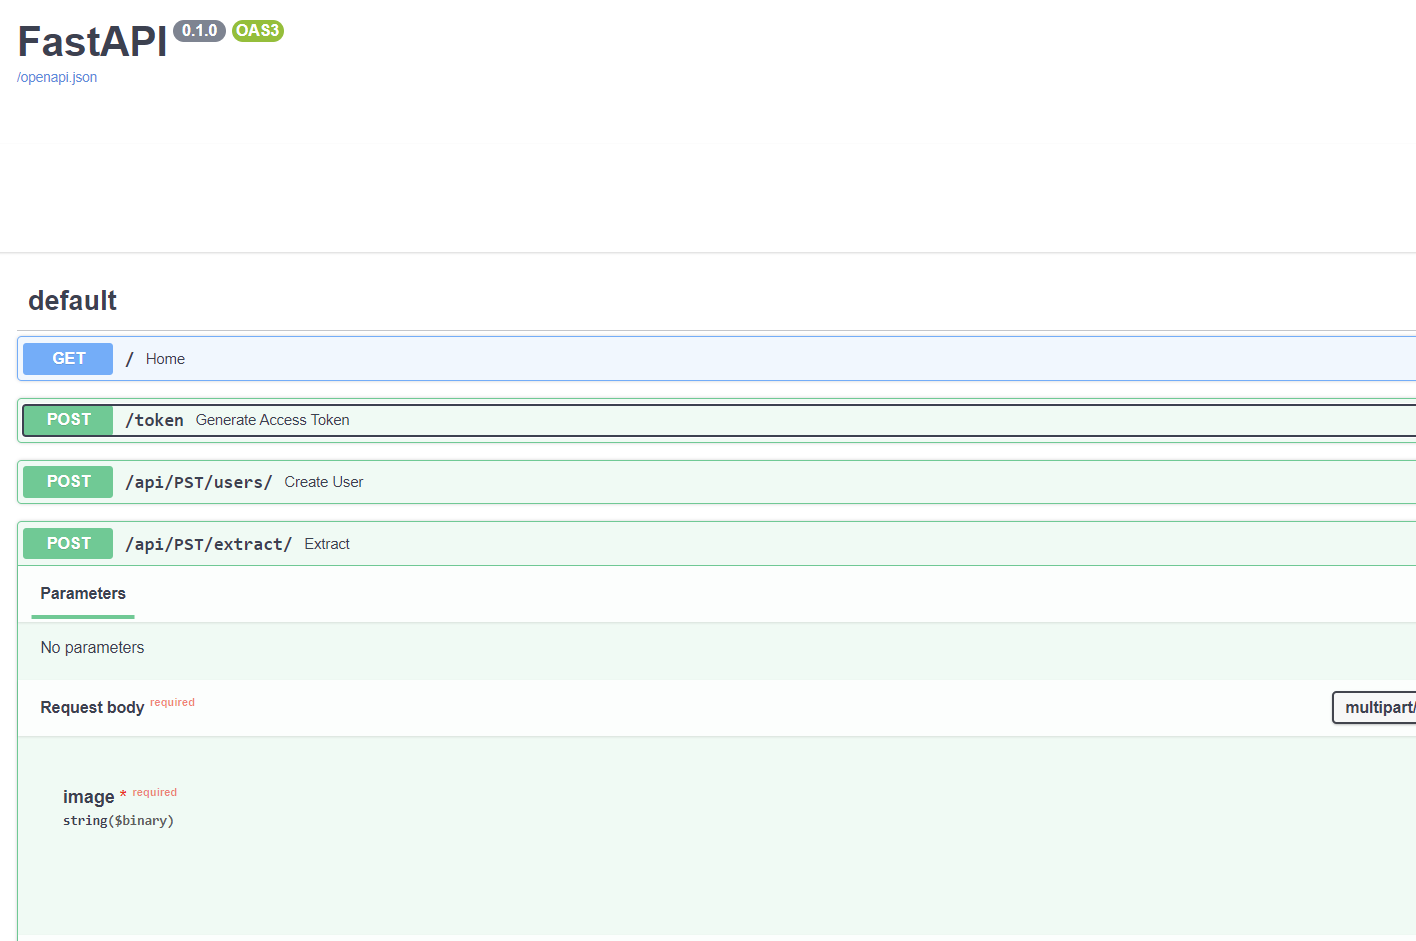 FastAPI 0.1.0 OAS3
/openapi.json
default
GET / Home
POST /token Generate Access Token
POST /api/PST/users/ Create User
POST /api/PST/extract/ Extract
Parameters
No parameters
Request body required
multipart/
image * required
string($binary)